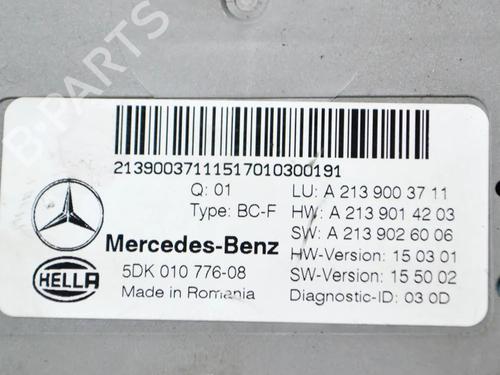 B-PARTS
21390037111517010300191
Q: 01 LU: A 213 900 37 11
Type: BC-F HW: A 213 901 42 03
SW: A 213 902 60 06
Mercedes-Benz HW-Version: 15 03 01
HELLA 5DK 010 776-08 SW-Version: 15 50 02
Made in Romania Diagnostic-ID: 03 0D